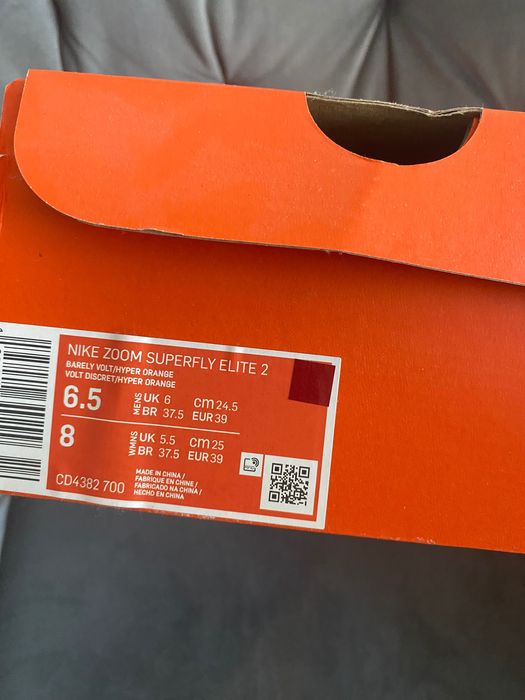 NIKE ZOOM SUPERFLY ELITE 2
BARELY VOLT/HYPER ORANGE
VOLT DISCRET/HYPER ORANGE
6.5 MENS UK 6 cm 24.5
BR 37.5 EUR 39
8 WMNS UK 5.5 cm 25
BR 37.5 EUR 39
CD4382 700
MADE IN CHINA /
FABRIQUE EN CHINE /
FABRICADO NA CHINA /
HECHO EN CHINA